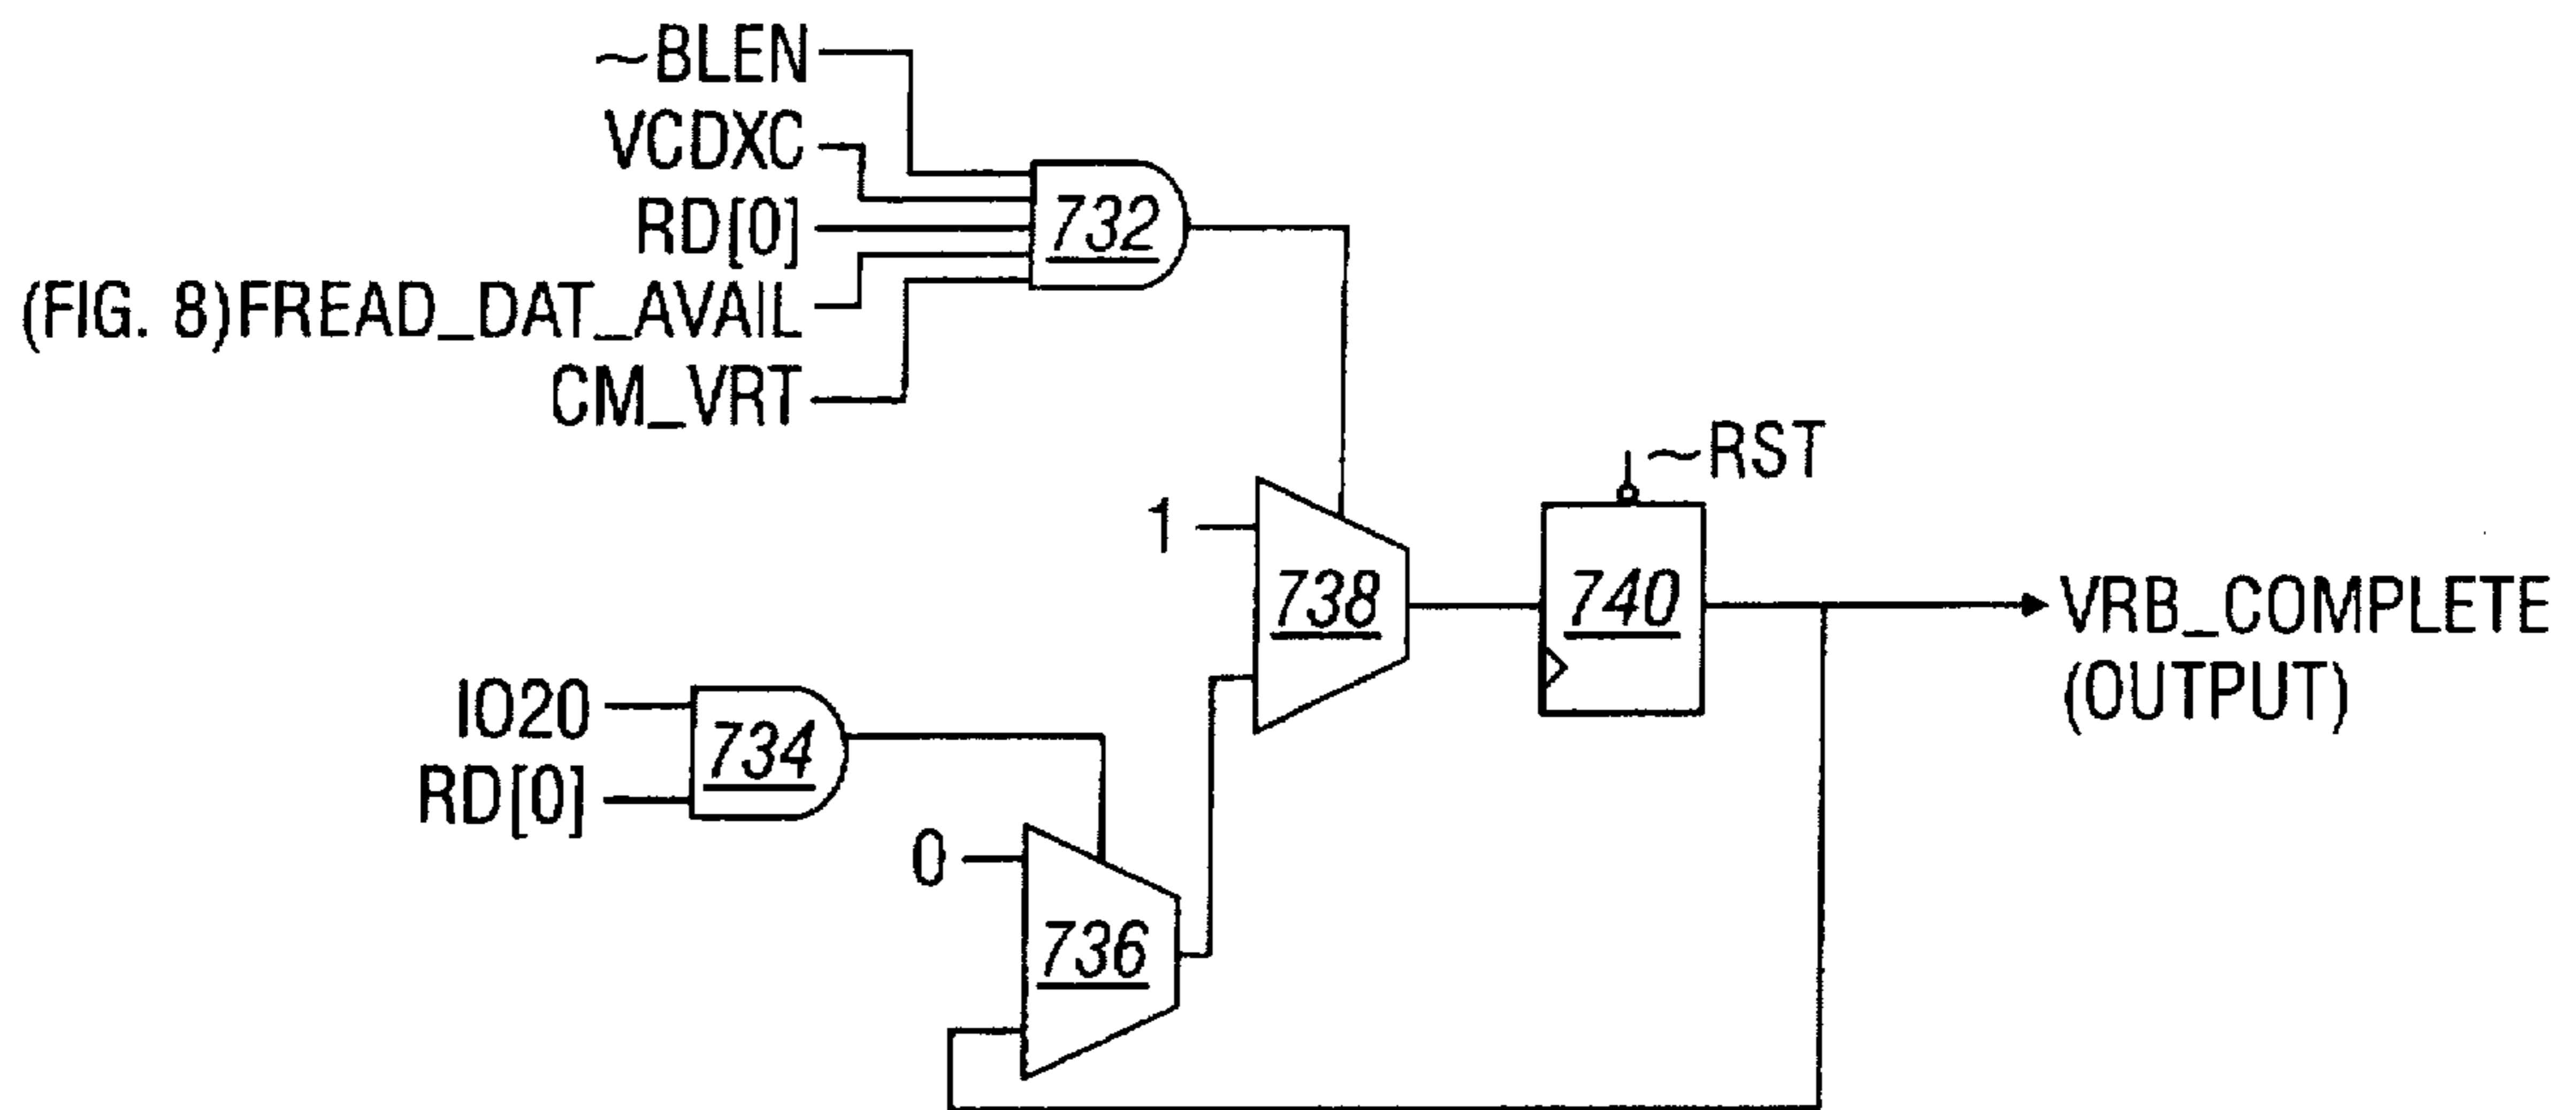 ~BLEN
VCDXC
RD[0]
(FIG. 8)FREAD_DAT_AVAIL
CM_VRT
732
~RST
1
738
740
VRB_COMPLETE
(OUTPUT)
IO20
RD[0]
734
0
736